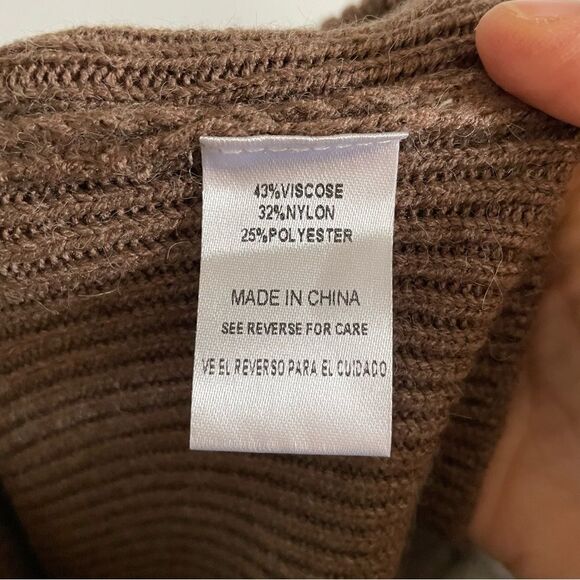 43%VISCOSE
32%NYLON
25%POLYESTER
MADE IN CHINA
SEE REVERSE FOR CARE
VE EL REVERSO PARA EL CUIDADO